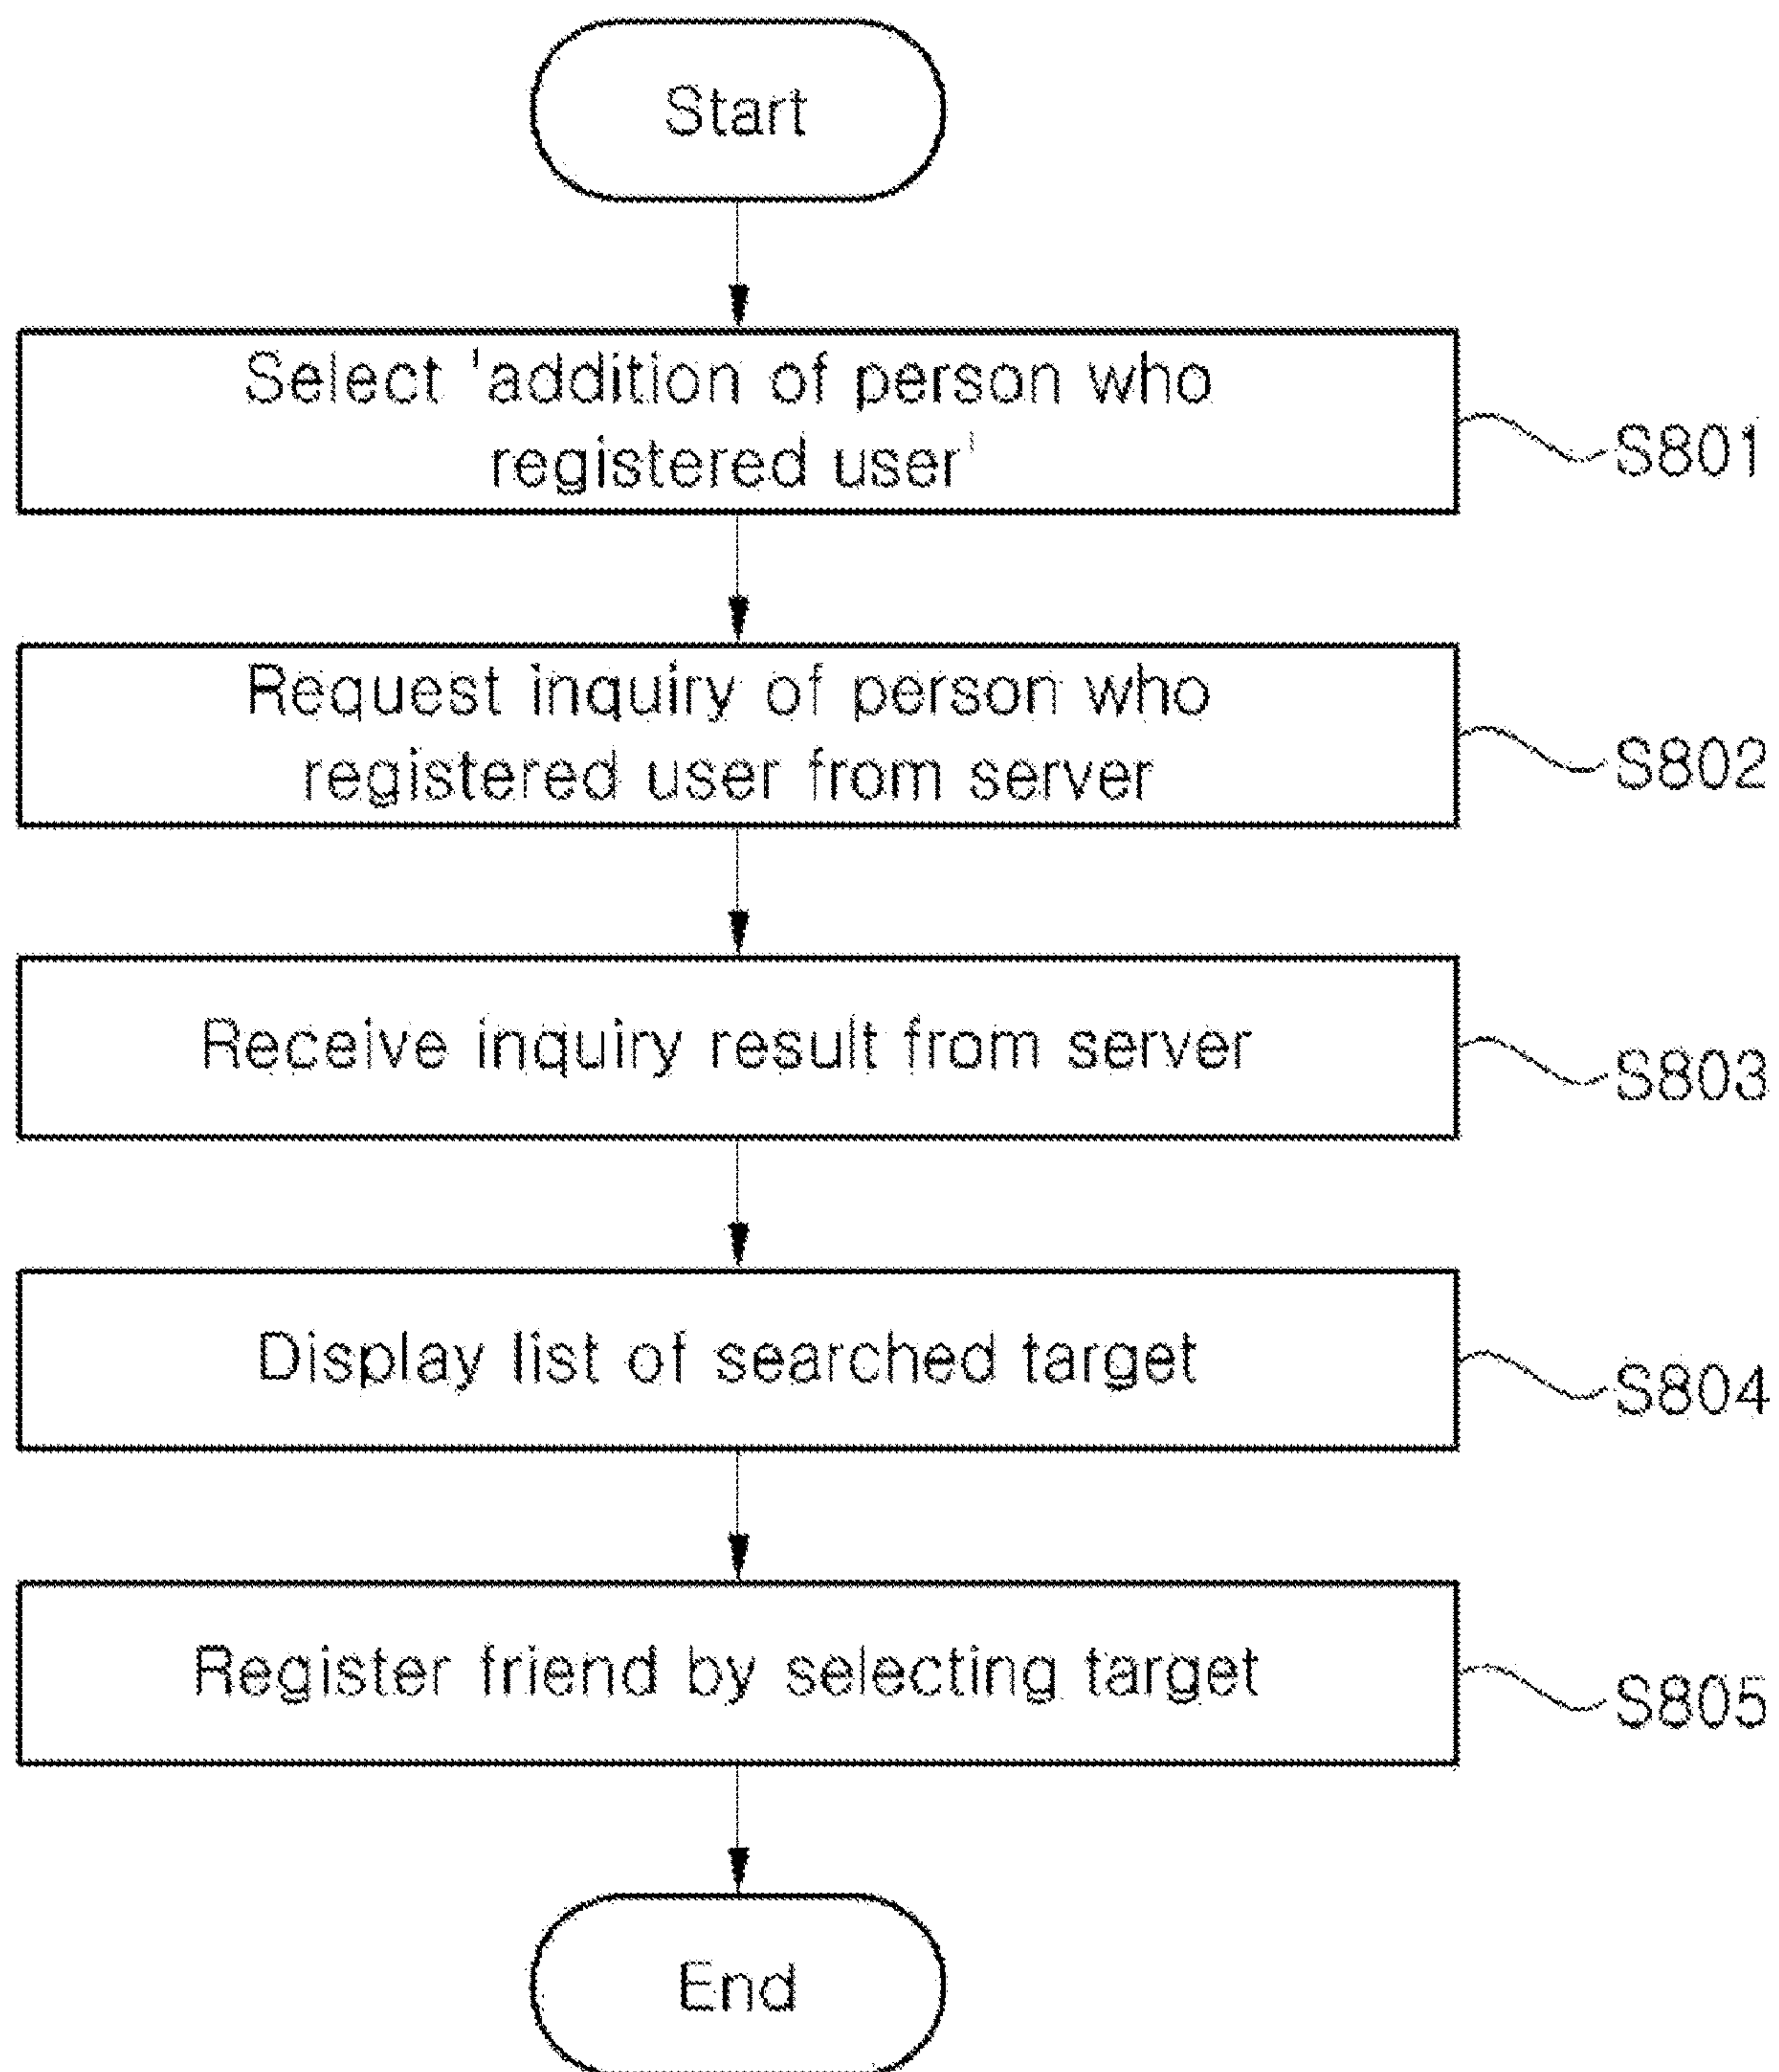 Start
Select 'addition of person who
registered user'
S801
Request inquiry of person who
registered user from server
S802
Receive inquiry result from server
S803
Display list of searched target
S804
Register friend by selecting target
S805
End